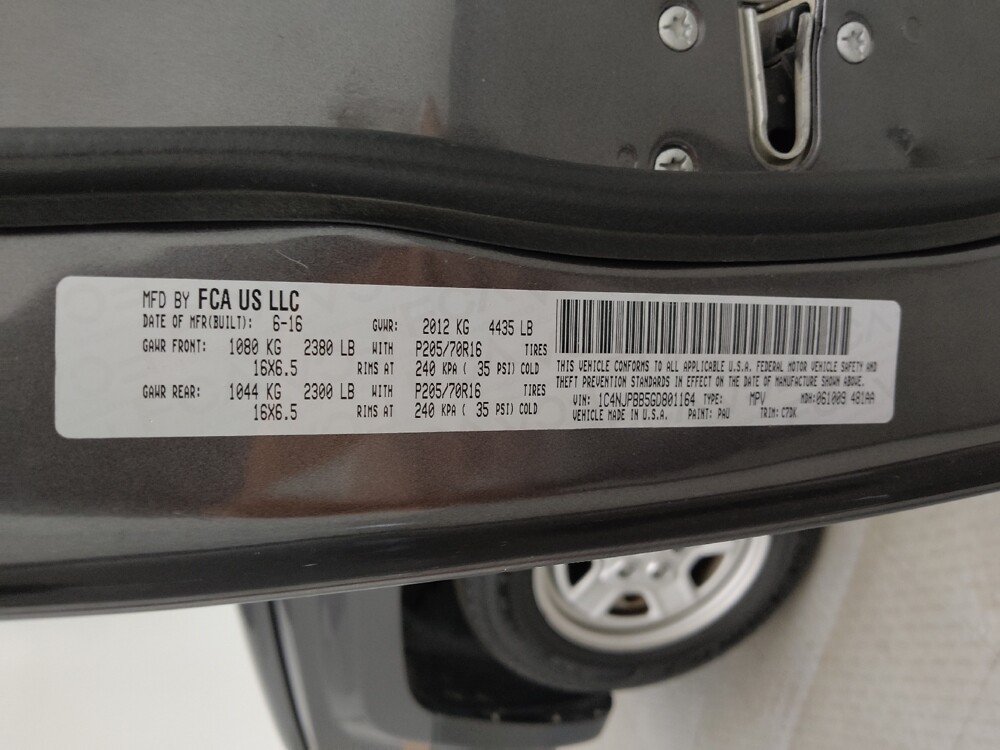 MFD BY FCA US LLC
DATE OF MFR(BUILT): 6-16 GVWR: 2012 KG 4435 LB
GAWR FRONT: 1080 KG 2380 LB WITH P205/70R16 TIRES
16X6.5 RIMS AT 240 KPA ( 35 PSI) COLD
GAWR REAR: 1044 KG 2300 LB WITH P205/70R16 TIRES
16X6.5 RIMS AT 240 KPA ( 35 PSI) COLD
THIS VEHICLE CONFORMS TO ALL APPLICABLE U.S.A. FEDERAL MOTOR VEHICLE SAFETY AND
THEFT PREVENTION STANDARDS IN EFFECT ON THE DATE OF MANUFACTURE SHOWN ABOVE.
VIN: 1C4NJPBB5GD801164 TYPE: MPV MDH:061009 481AA
VEHICLE MADE IN U.S.A. PAINT: PAU TRIM: C7DK